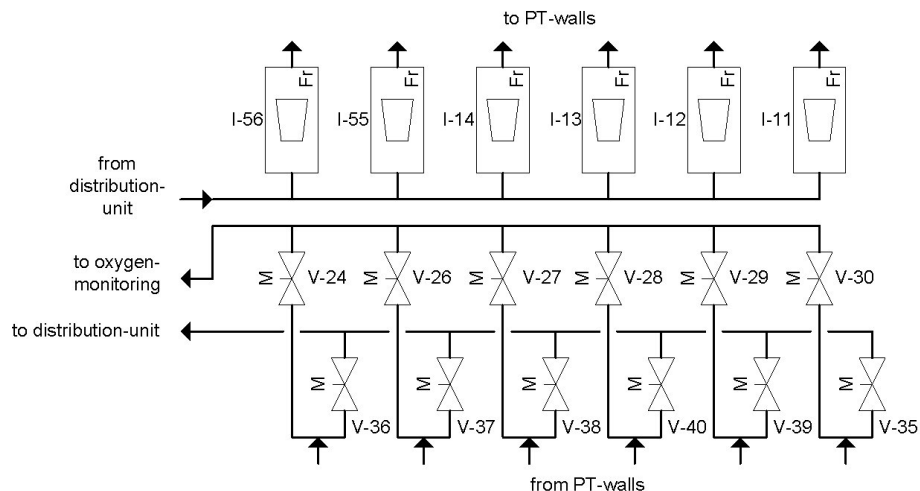 to PT-walls
Fr Fr Fr Fr Fr Fr
I-56 I-55 I-14 I-13 I-12 I-11
from
distribution-
unit
to oxygen-
monitoring
M V-24 M V-26 M V-27 M V-28 M V-29 M V-30
to distribution-unit
M M M M M M
V-36 V-37 V-38 V-40 V-39 V-35
from PT-walls